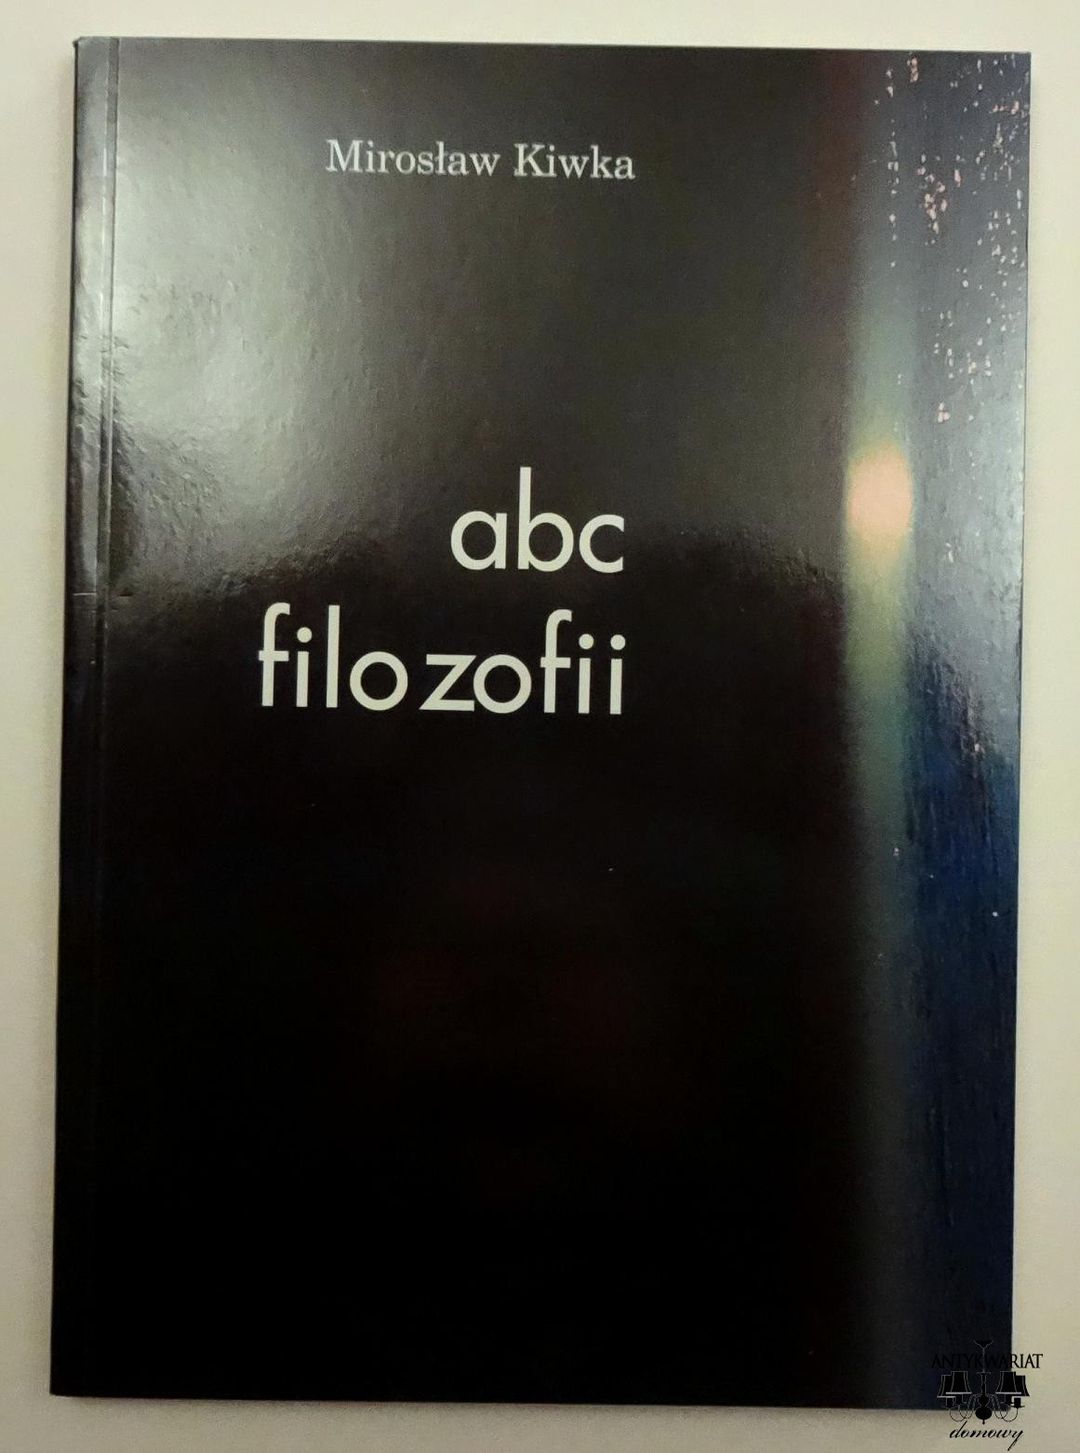 Mirosław Kiwka
abc
filozofii
ANTYKWARIAT
domowy